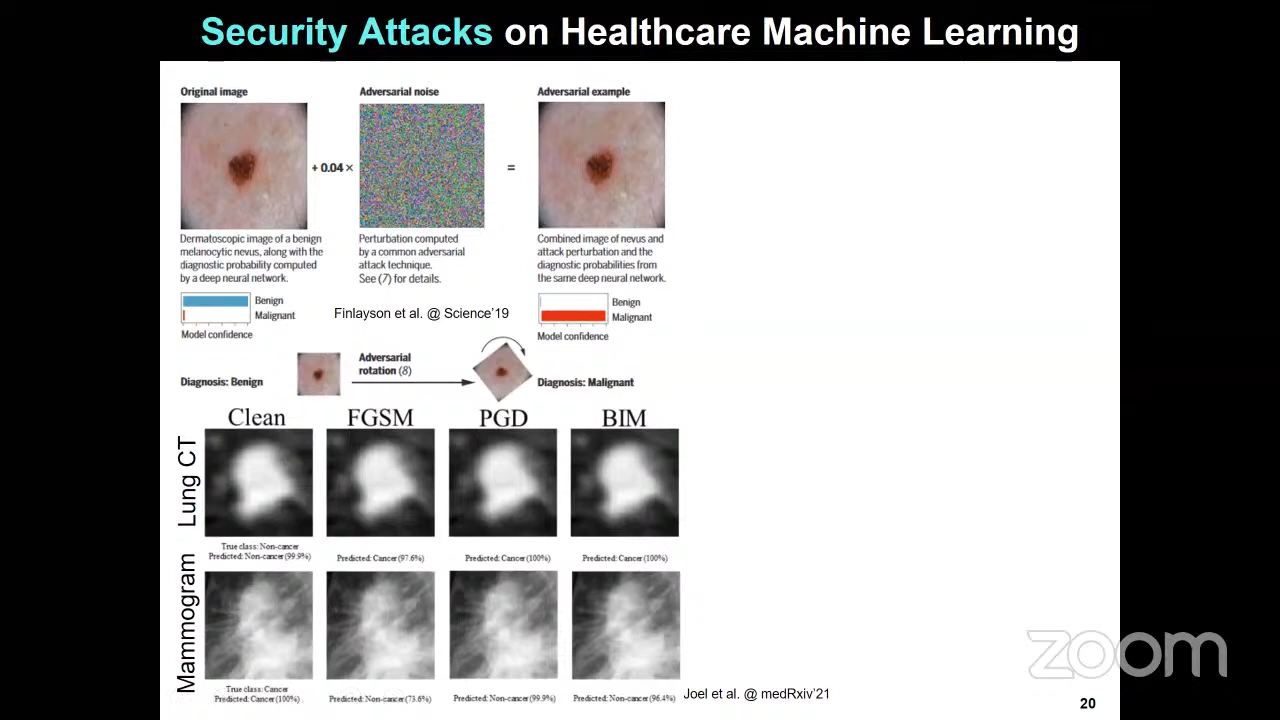 Security Attacks on Healthcare Machine Learning
Original image
Adversarial noise
Adversarial example
+ 0.04 ×
=
Dermatoscopic image of a benign
melanocytic nevus, along with the
diagnostic probability computed
by a deep neural network.
Perturbation computed
by a common adversarial
attack technique.
See (7) for details.
Combined image of nevus and
attack perturbation and the
diagnostic probabilities from
the same deep neural network.
Benign
Malignant
Model confidence
Finlayson et al. @ Science'19
Benign
Malignant
Model confidence
Diagnosis: Benign
Adversarial
rotation (8)
Diagnosis: Malignant
Clean FGSM PGD BIM
Lung CT
True class: Non-cancer
Predicted: Non-cancer (99.9%)
Predicted: Cancer (97.6%)
Predicted: Cancer (100%)
Predicted: Cancer (100%)
Mammogram
True class: Cancer
Predicted: Cancer (100%)
Predicted: Non-cancer (73.6%)
Predicted: Non-cancer (99.9%)
Predicted: Non-cancer (96.4%)
Joel et al. @ medRxiv'21
zoom
20